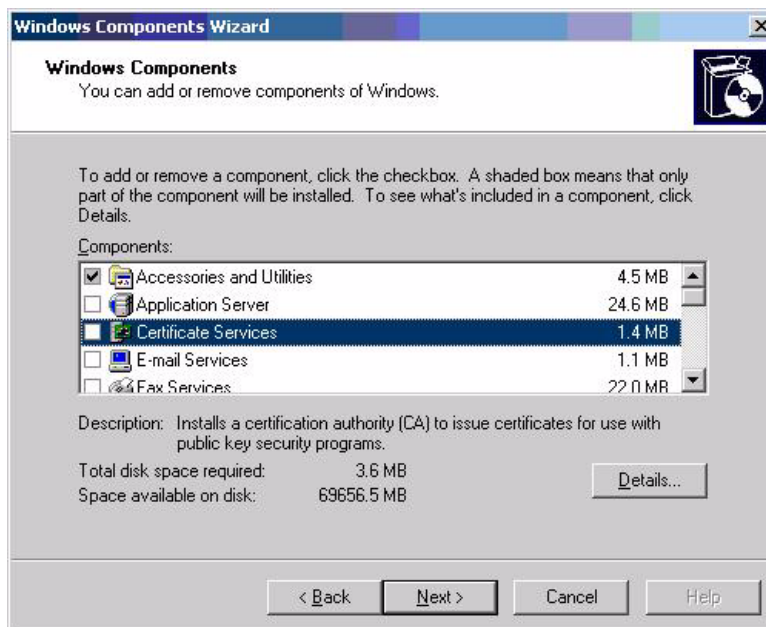 Windows Components Wizard
Windows Components
You can add or remove components of Windows.
To add or remove a component, click the checkbox. A shaded box means that only
part of the component will be installed. To see what's included in a component, click
Details.
Components:
Accessories and Utilities 4.5 MB
Application Server 24.6 MB
Certificate Services 1.4 MB
E-mail Services 1.1 MB
Fax Services 22.0 MB
Description: Installs a certification authority (CA) to issue certificates for use with
public key security programs.
Total disk space required: 3.6 MB
Space available on disk: 69656.5 MB
Details...
< Back Next > Cancel Help